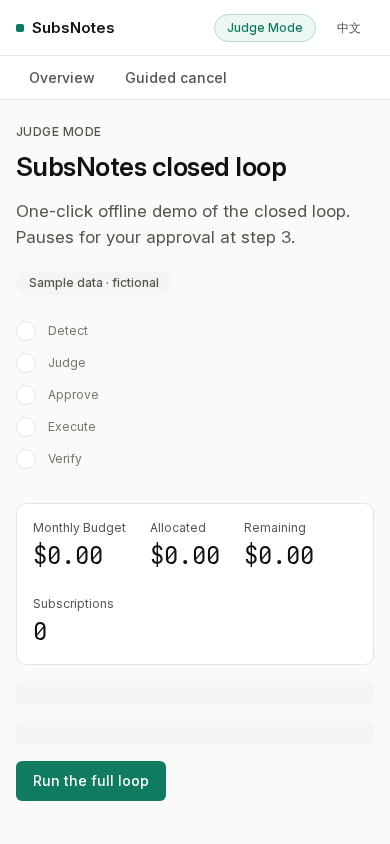 SubsNotes
Judge Mode
中文
Overview
Guided cancel
JUDGE MODE
SubsNotes closed loop
One-click offline demo of the closed loop.
Pauses for your approval at step 3.
Sample data · fictional
Detect
Judge
Approve
Execute
Verify
Monthly Budget
Allocated
Remaining
$0.00
$0.00
$0.00
Subscriptions
0
Run the full loop